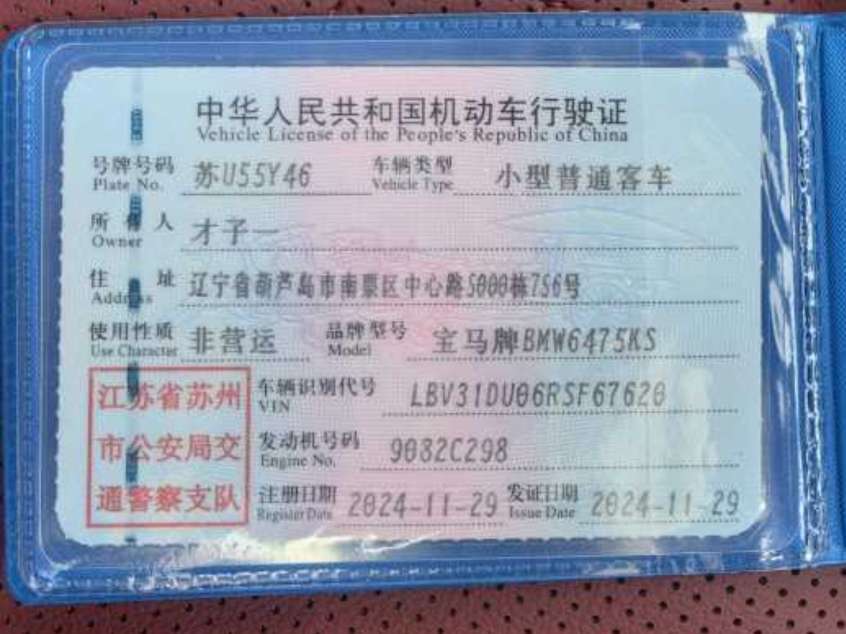 中华人民共和国机动车行驶证
Vehicle License of the People's Republic of China
号牌号码 苏U55Y46 车辆类型 小型普通客车
Plate No. Vehicle Type
所有人 才子一
Owner
住址 辽宁省葫芦岛市南票区中心路5000栋756号
Address
使用性质 非营运 品牌型号 宝马牌BMW6475KS
Use Character Model
江苏省苏州 车辆识别代号 LBV31DU06RSF67620
VIN
市公安局交 发动机号码 9082C298
Engine No.
通警察支队 注册日期 2024-11-29 发证日期 2024-11-29
Register Date Issue Date